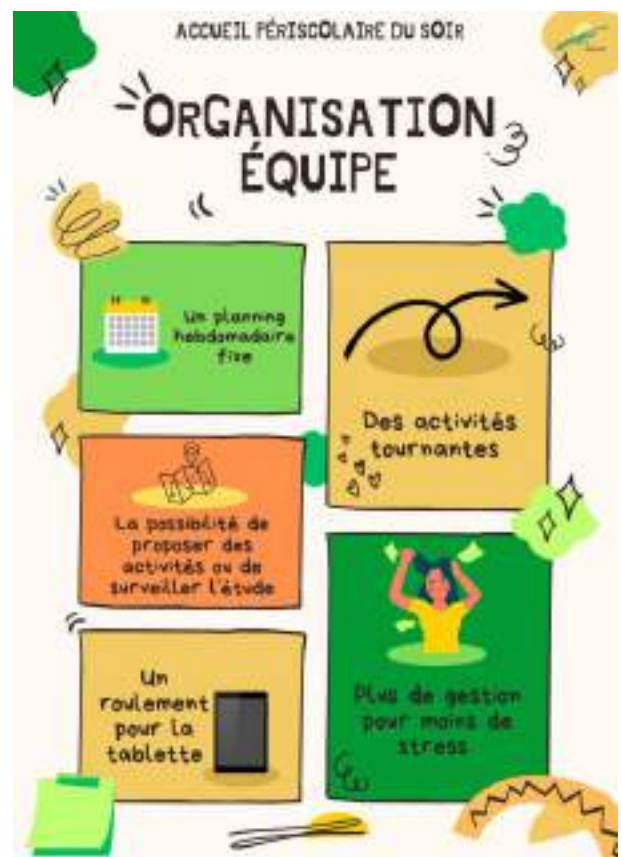 ACCUEIL PÉRISCOLAIRE DU SOIR
ORGANISATION
ÉQUIPE
Un planning
hebdomadaire
fixe
Des activités
tournantes
La possibilité de
proposer des
activités ou de
surveiller l'étude
Un
roulement
pour la
tablette
Plus de gestion
pour moins de
stress